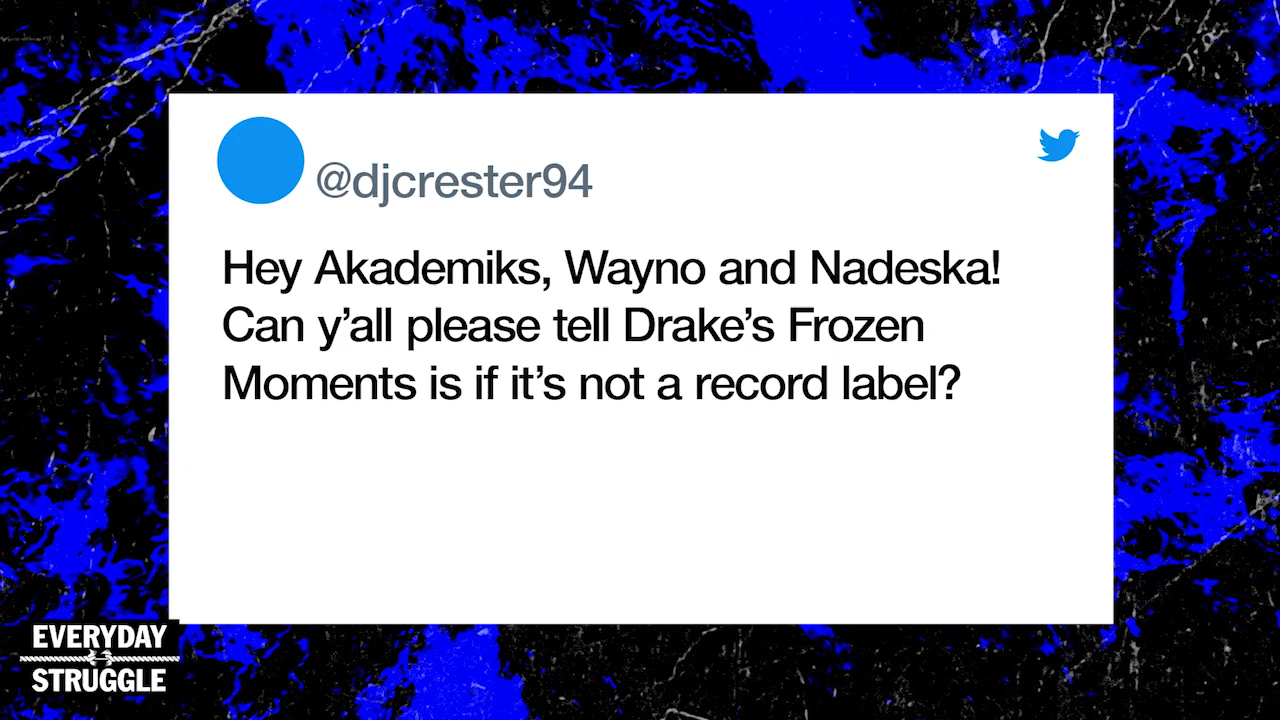 @djcrester94
Hey Akademiks, Wayno and Nadeska!
Can y’all please tell Drake’s Frozen
Moments is if it’s not a record label?
EVERYDAY
STRUGGLE